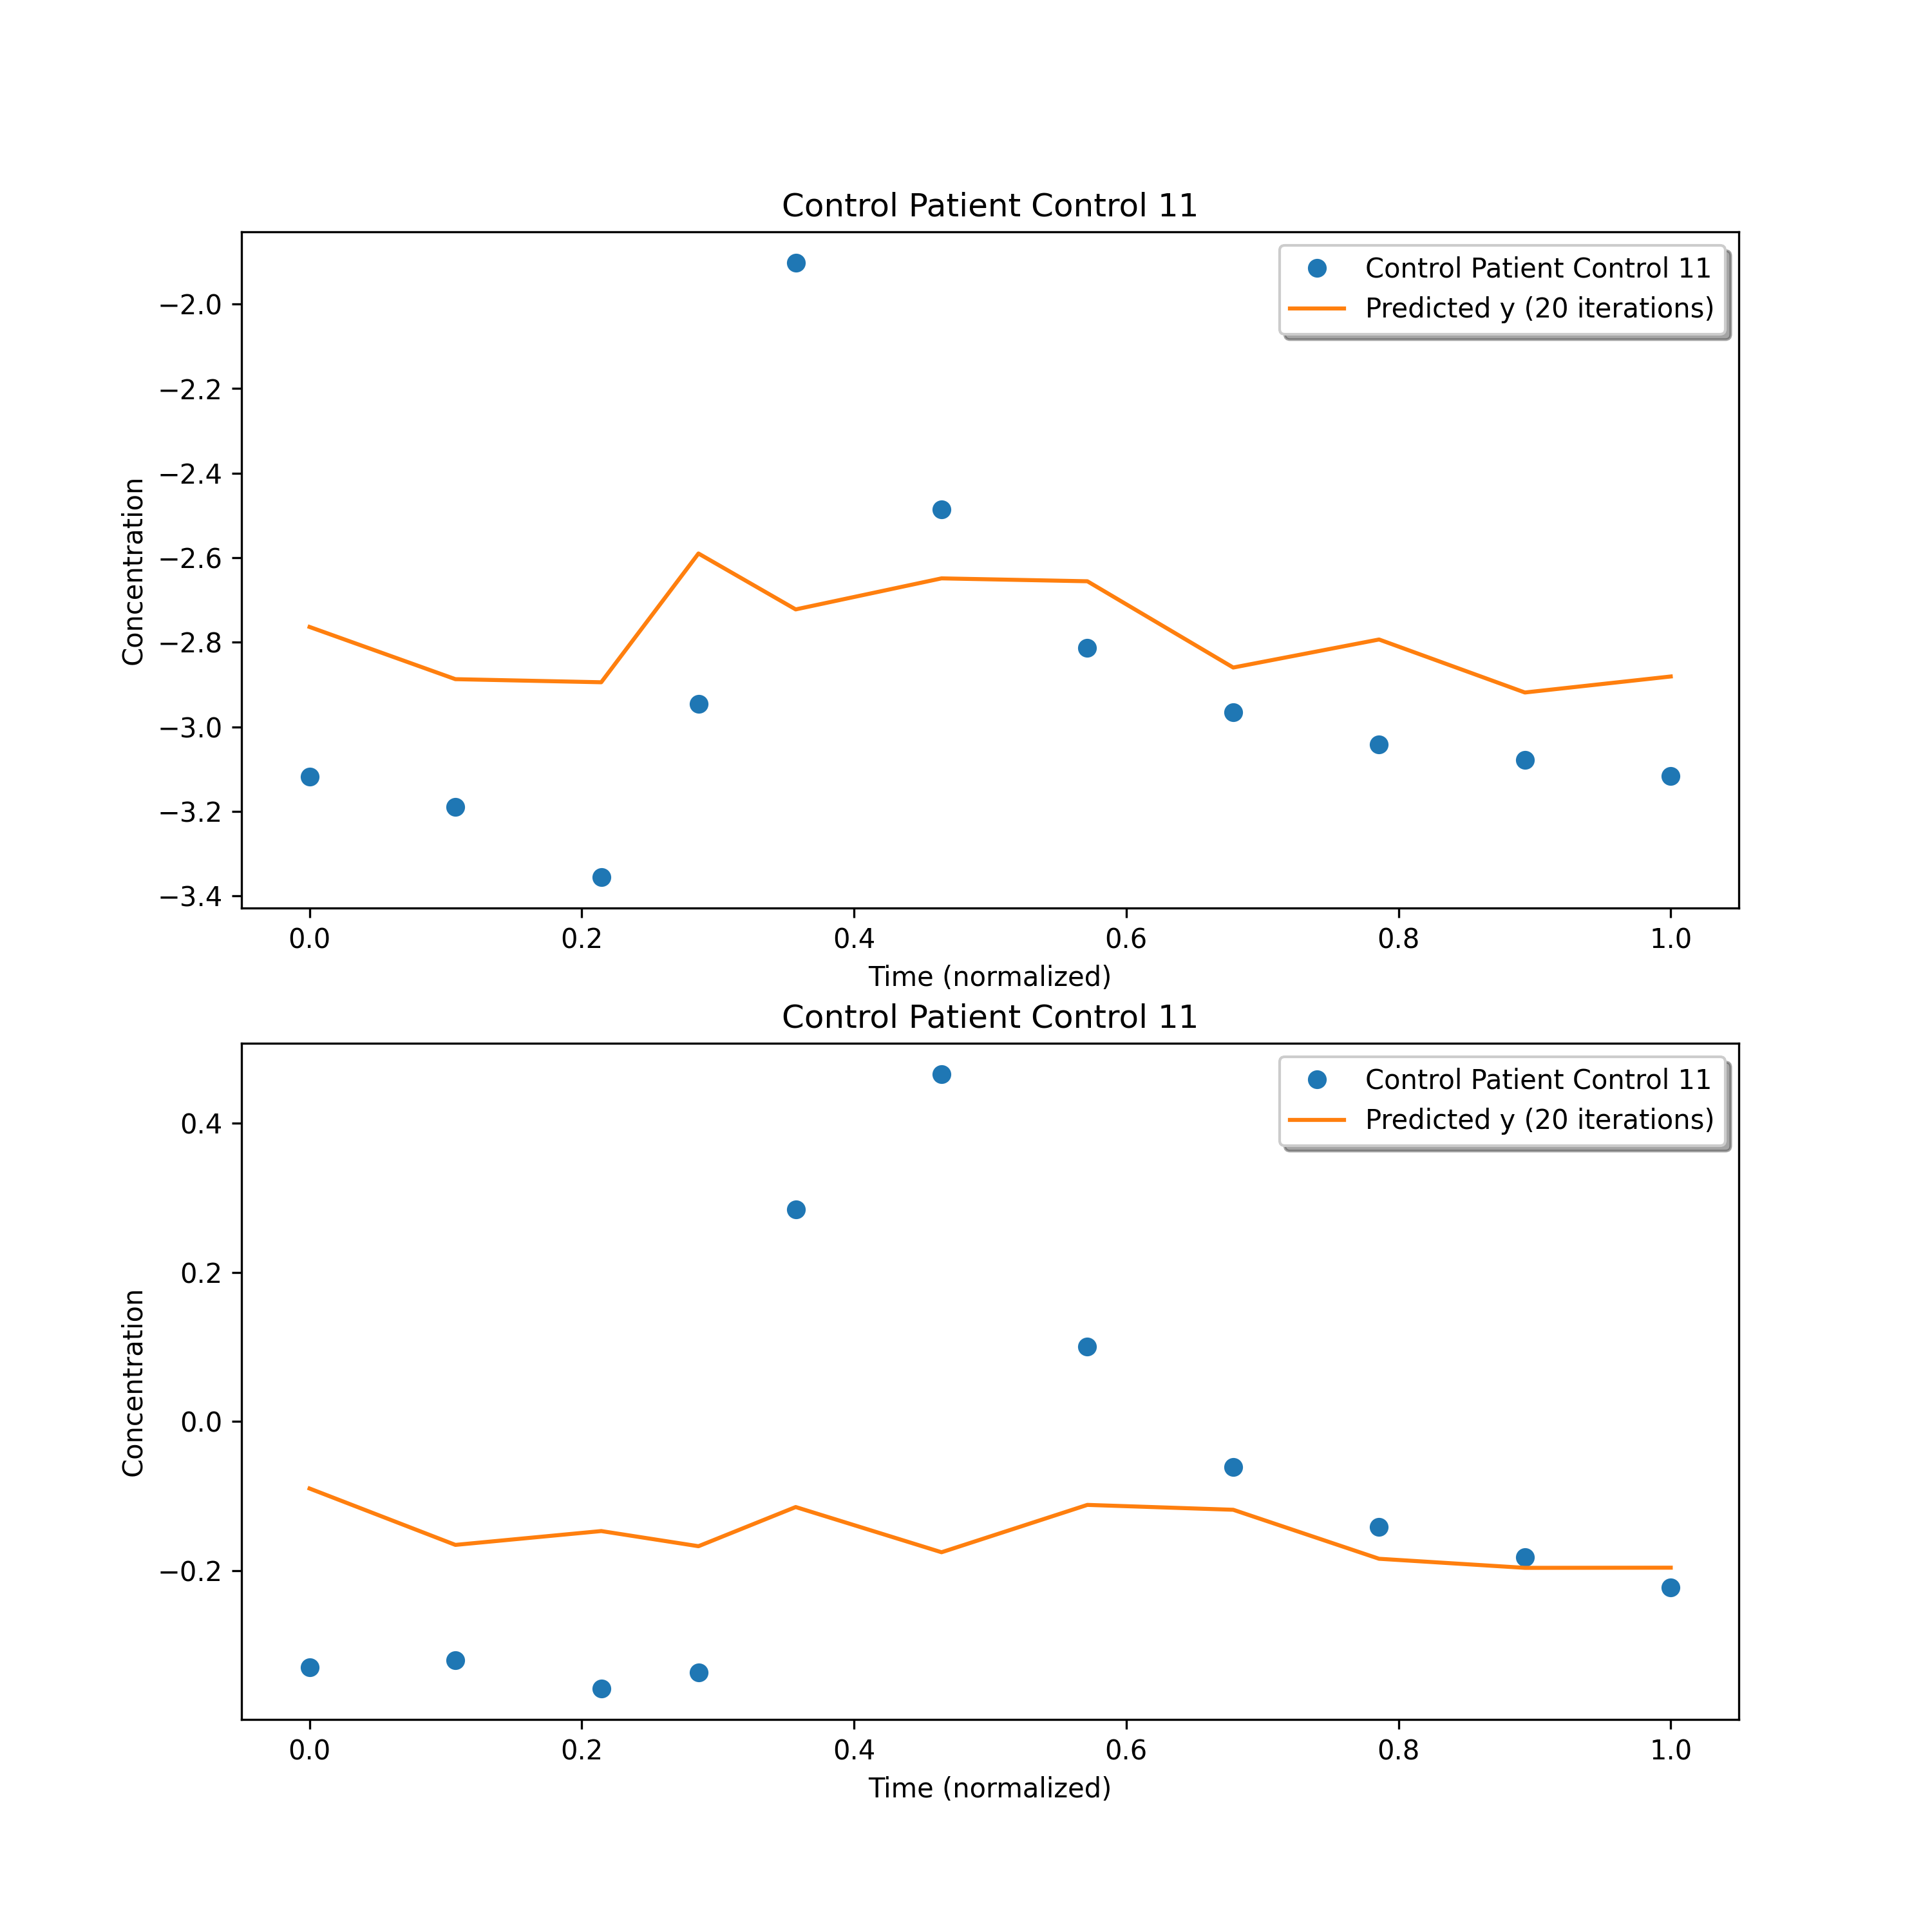 Control Patient Control 11
Control Patient Control 11
Predicted y (20 iterations)
−2.0
−2.2
−2.4
−2.6
−2.8
−3.0
−3.2
−3.4
Concentration
0.0 0.2 0.4 0.6 0.8 1.0
Time (normalized)
Control Patient Control 11
Control Patient Control 11
Predicted y (20 iterations)
0.4
0.2
0.0
−0.2
Concentration
0.0 0.2 0.4 0.6 0.8 1.0
Time (normalized)